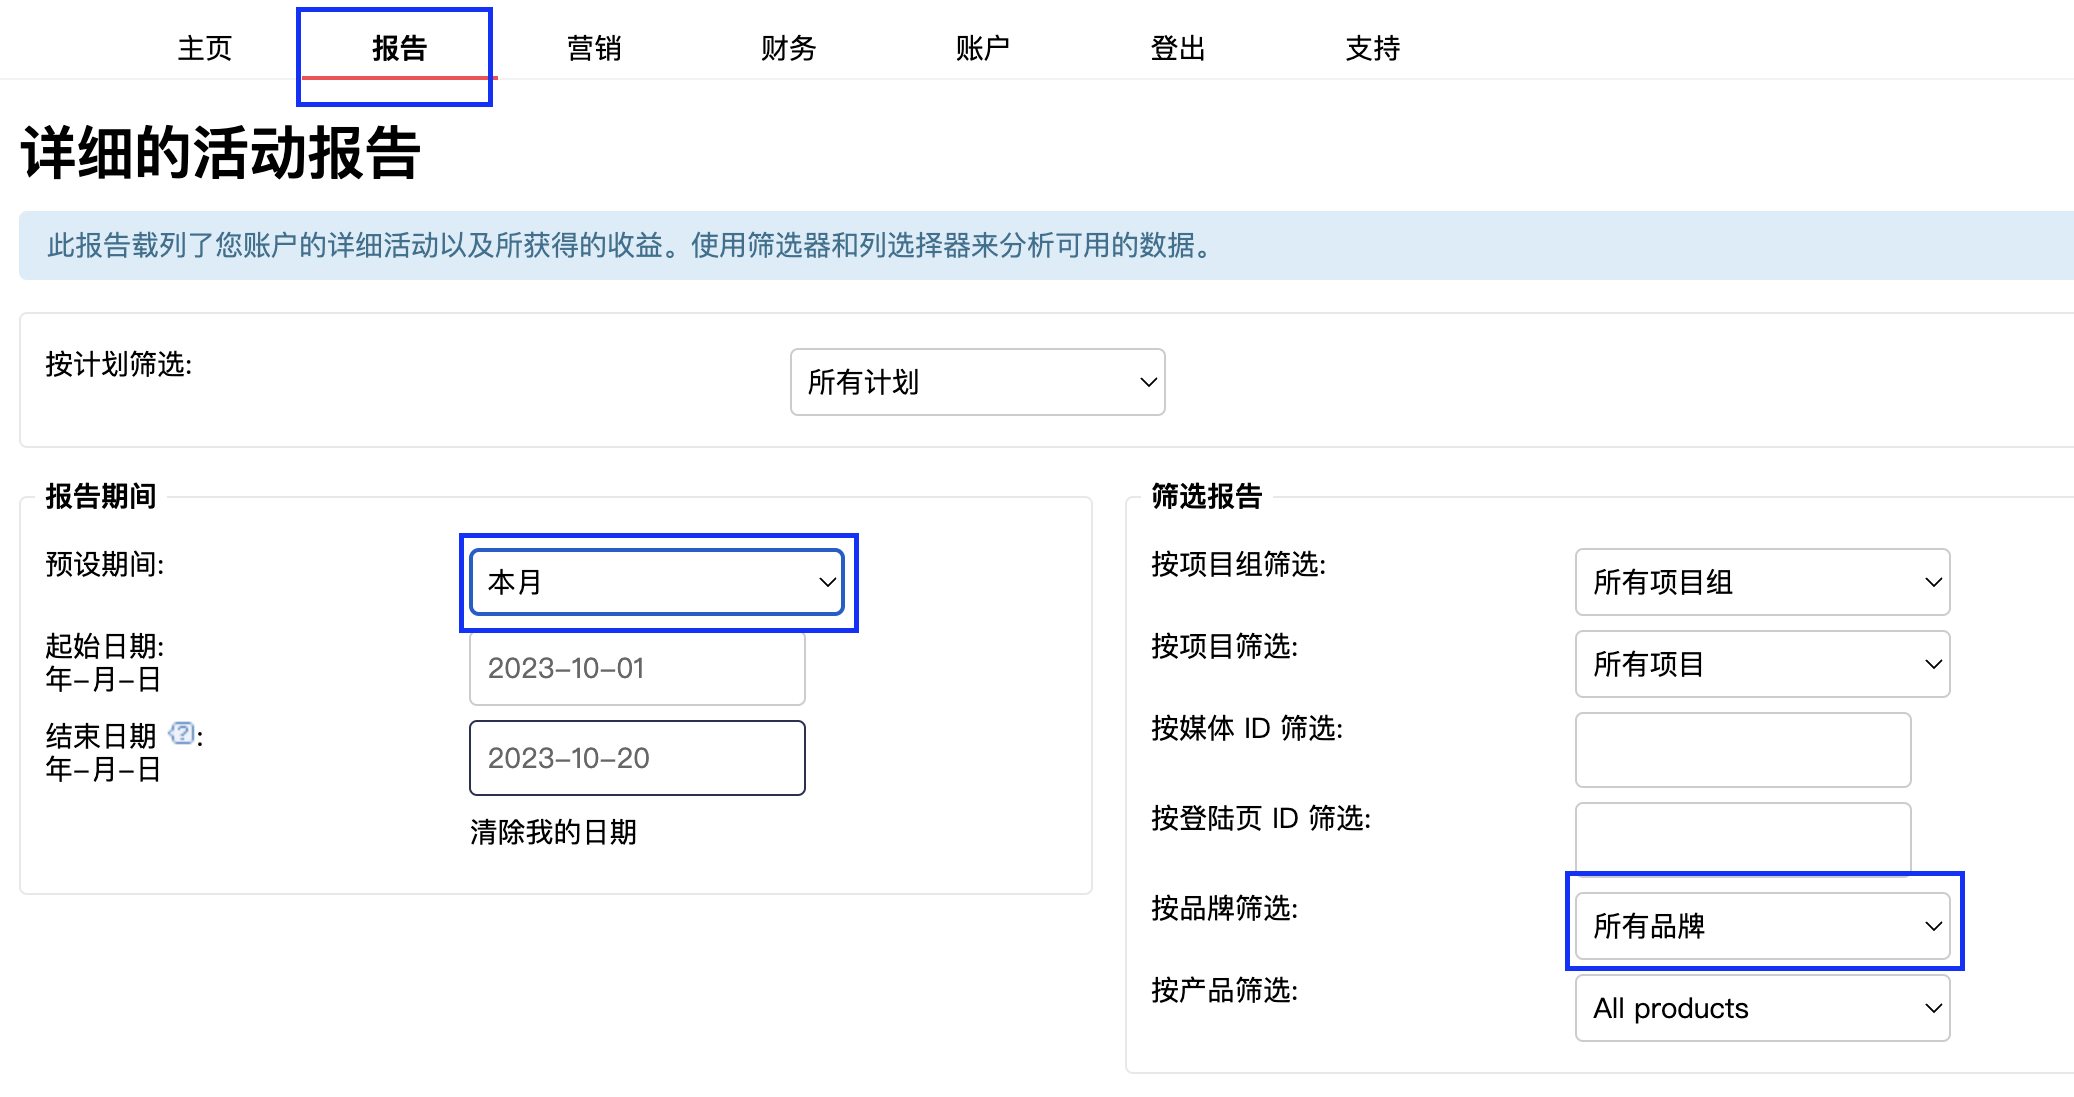 主页 报告 营销 财务 账户 登出 支持
详细的活动报告
此报告载列了您账户的详细活动以及所获得的收益。使用筛选器和列选择器来分析可用的数据。
按计划筛选:
所有计划
报告期间
预设期间:
本月
起始日期:
年-月-日
2023-10-01
结束日期 ?:
年-月-日
2023-10-20
清除我的日期
筛选报告
按项目组筛选:
所有项目组
按项目筛选:
所有项目
按媒体 ID 筛选:
按登陆页 ID 筛选:
按品牌筛选:
所有品牌
按产品筛选:
All products